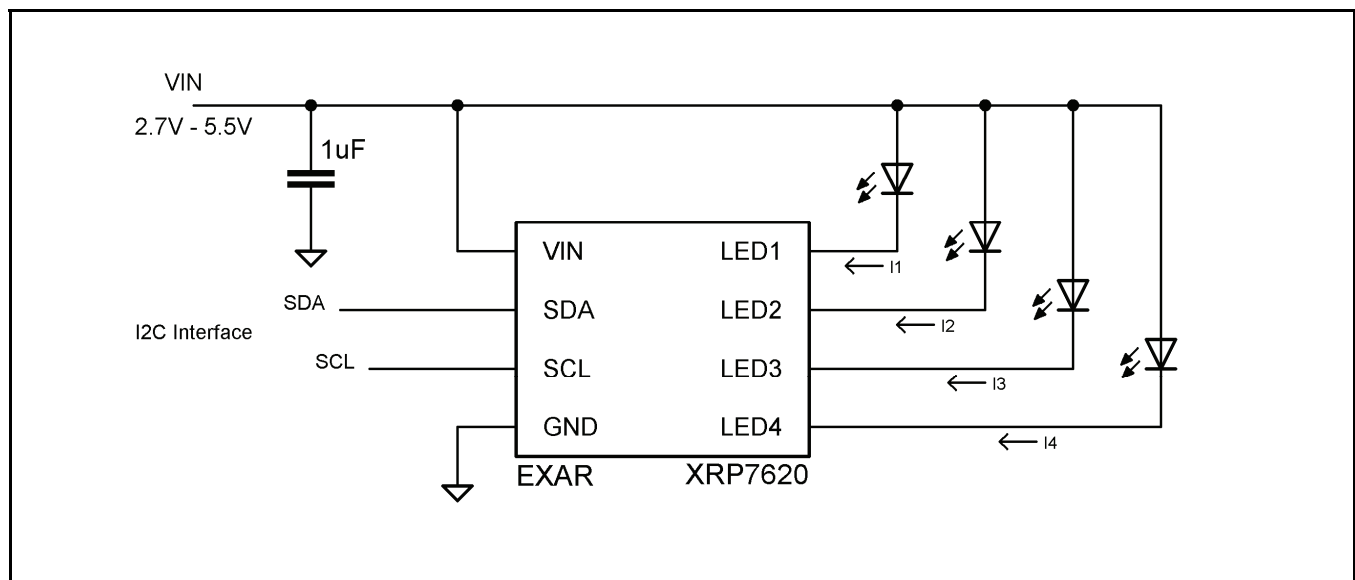 VIN
2.7V - 5.5V
1uF
VIN
LED1
I1
SDA
SDA
LED2
I2
I2C Interface
SCL
SCL
LED3
I3
GND
LED4
I4
EXAR
XRP7620